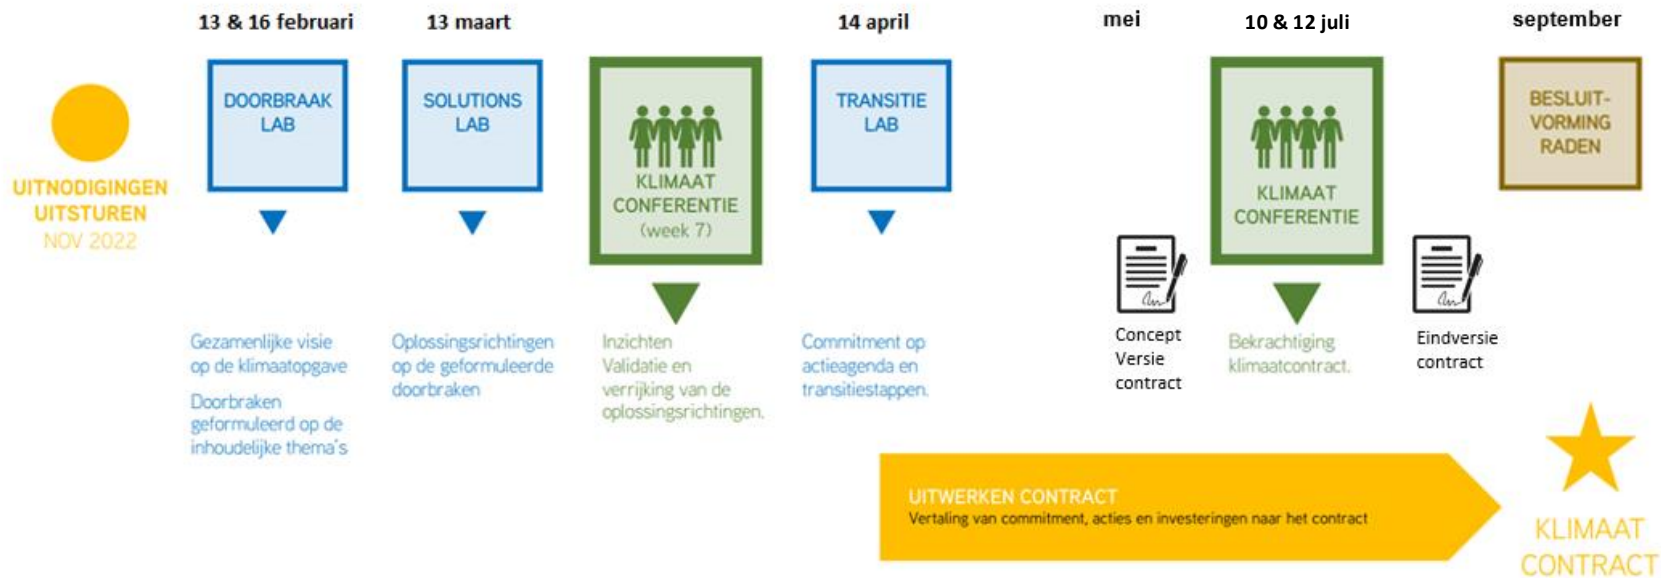 13 & 16 februari
13 maart
14 april
mei
10 & 12 juli
september
UITNODIGINGEN
UITSTUREN
NOV 2022
DOORBRAAK
LAB
SOLUTIONS
LAB
KLIMAAT
CONFERENTIE
(week 7)
TRANSITIE
LAB
KLIMAAT
CONFERENTIE
BESLUIT-
VORMING
RADEN
Gezamenlijke visie
op de klimaatopgave
Doorbraken
geformuleerd op de
inhoudelijke thema's
Oplossingsrichtingen
op de geformuleerde
doorbraken
Inzichten
Validatie en
verrijking van de
oplossingsrichtingen.
Commitment op
actieagenda en
transitiestappen.
Concept
Versie
contract
Bekrachtiging
klimaatcontract.
Eindversie
contract
UITWERKEN CONTRACT
Vertaling van commitment, acties en investeringen naar het contract
KLIMAAT
CONTRACT